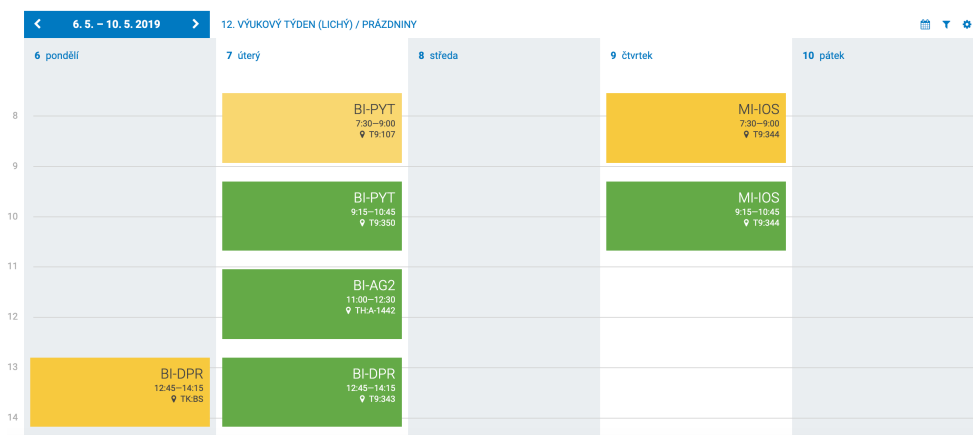 6. 5. – 10. 5. 2019
12. VÝUKOVÝ TÝDEN (LICHÝ) / PRÁZDNINY
6 pondělí
7 úterý
8 středa
9 čtvrtek
10 pátek
8
9
10
11
12
13
14
BI-DPR
12:45–14:15
TK:BS
BI-PYT
7:30–9:00
T9:107
BI-PYT
9:15–10:45
T9:350
BI-AG2
11:00–12:30
TH:A-1442
BI-DPR
12:45–14:15
T9:343
MI-IOS
7:30–9:00
T9:344
MI-IOS
9:15–10:45
T9:344